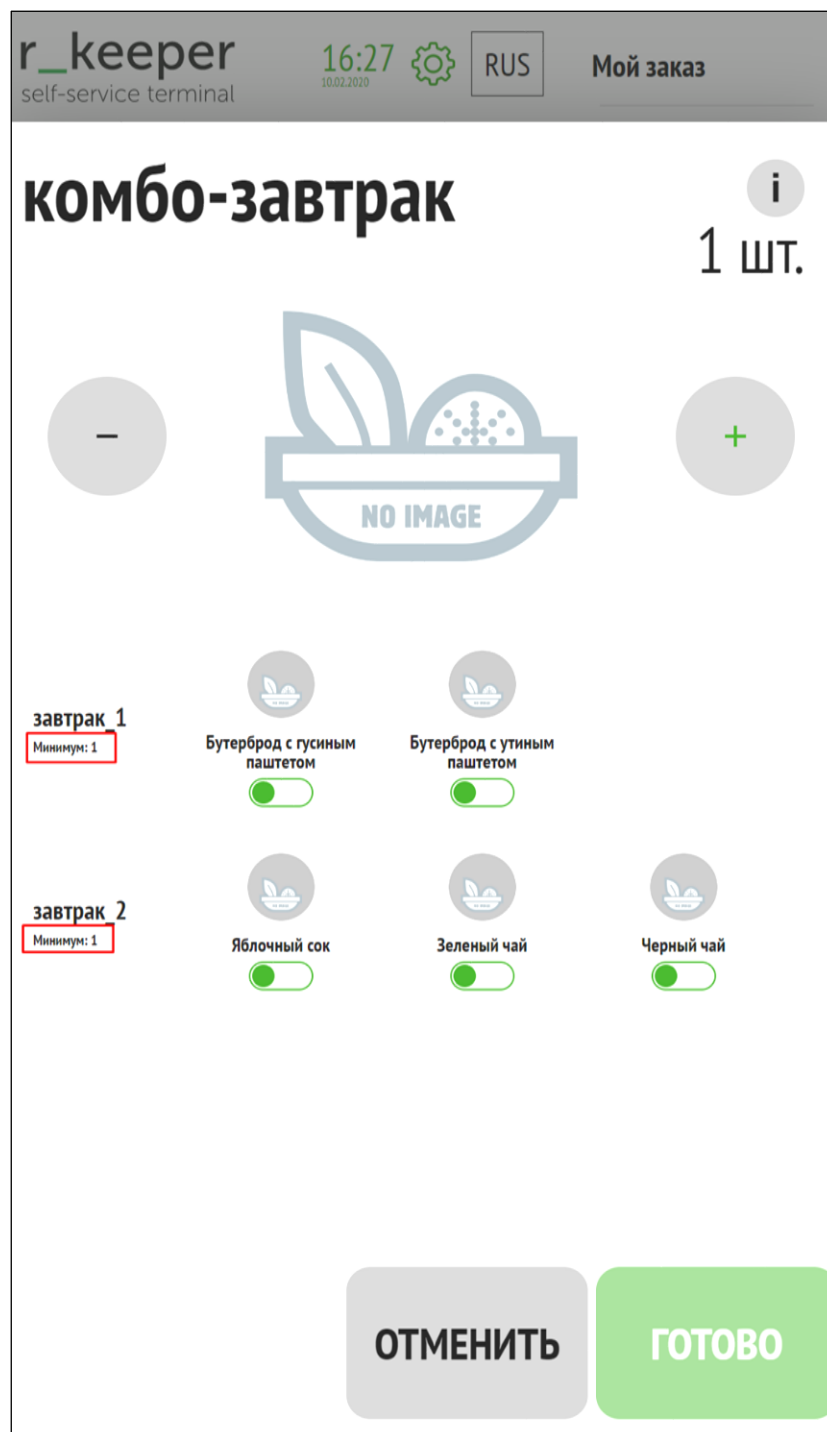 r_keeper
self-service terminal
16:27
10.02.2020
RUS
Мой заказ
комбо-завтрак
i
1 шт.
–
+
NO IMAGE
завтрак_1
Минимум: 1
Бутерброд с гусиным
паштетом
Бутерброд с утиным
паштетом
завтрак_2
Минимум: 1
Яблочный сок
Зеленый чай
Черный чай
ОТМЕНИТЬ
ГОТОВО